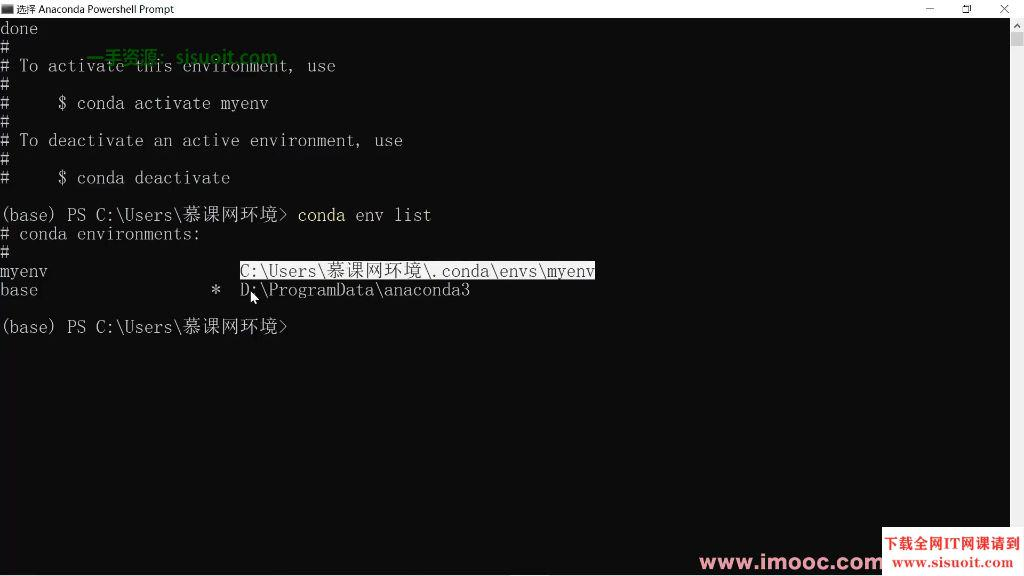 选择 Anaconda Powershell Prompt
done
#
一手资源：sisuoit.com
# To activate this environment, use
#
#     $ conda activate myenv
#
# To deactivate an active environment, use
#
#     $ conda deactivate
(base) PS C:\Users\慕课网环境> conda env list
# conda environments:
#
myenv                    C:\Users\慕课网环境\.conda\envs\myenv
base                  *  D:\ProgramData\anaconda3
(base) PS C:\Users\慕课网环境>
下载全网IT网课请到
www.imooc.com
www.sisuoit.com